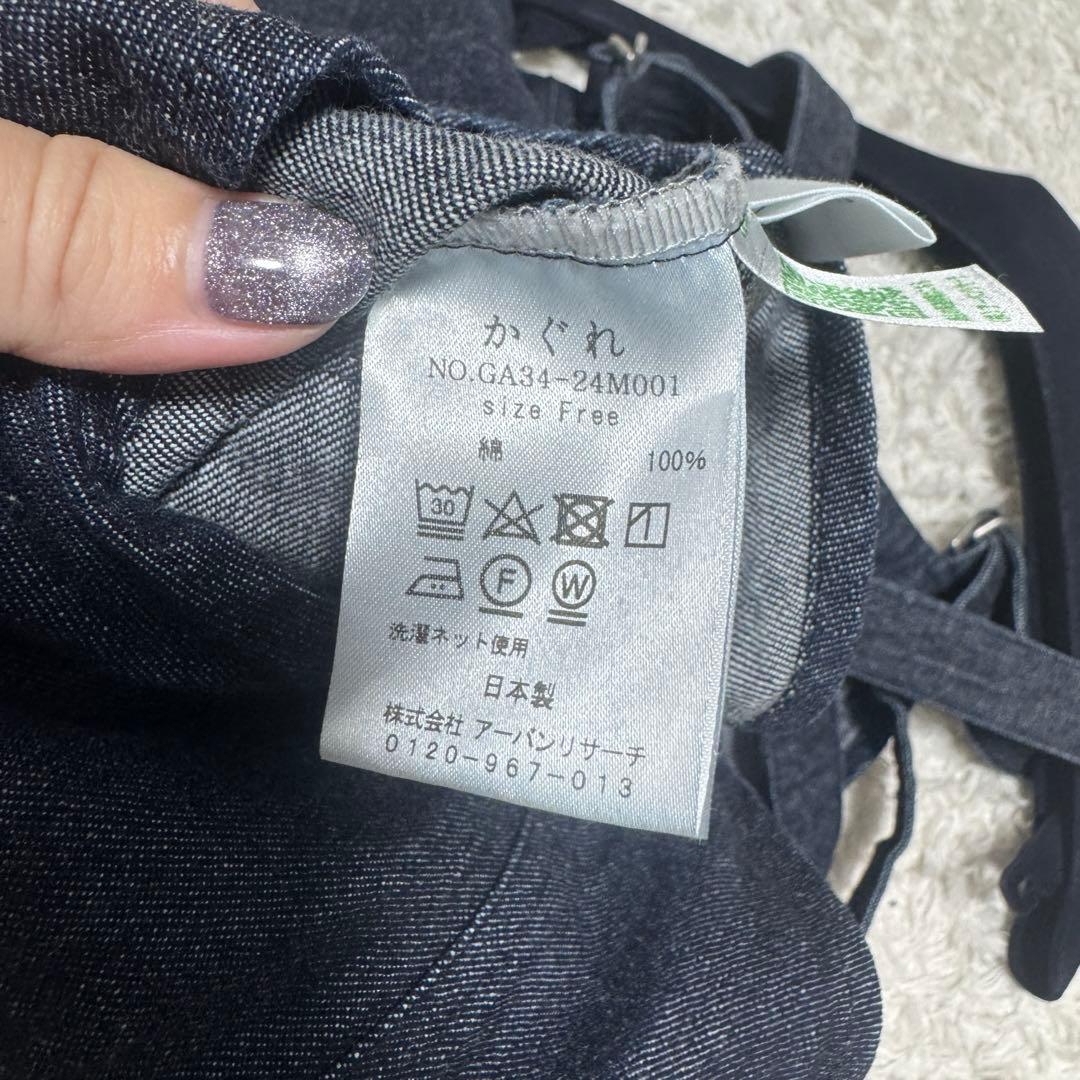 かぐれ
NO.GA34-24M001
size Free
綿 100%
30
F W
洗濯ネット使用
日本製
株式会社 アーバンリサーチ
0120-967-013